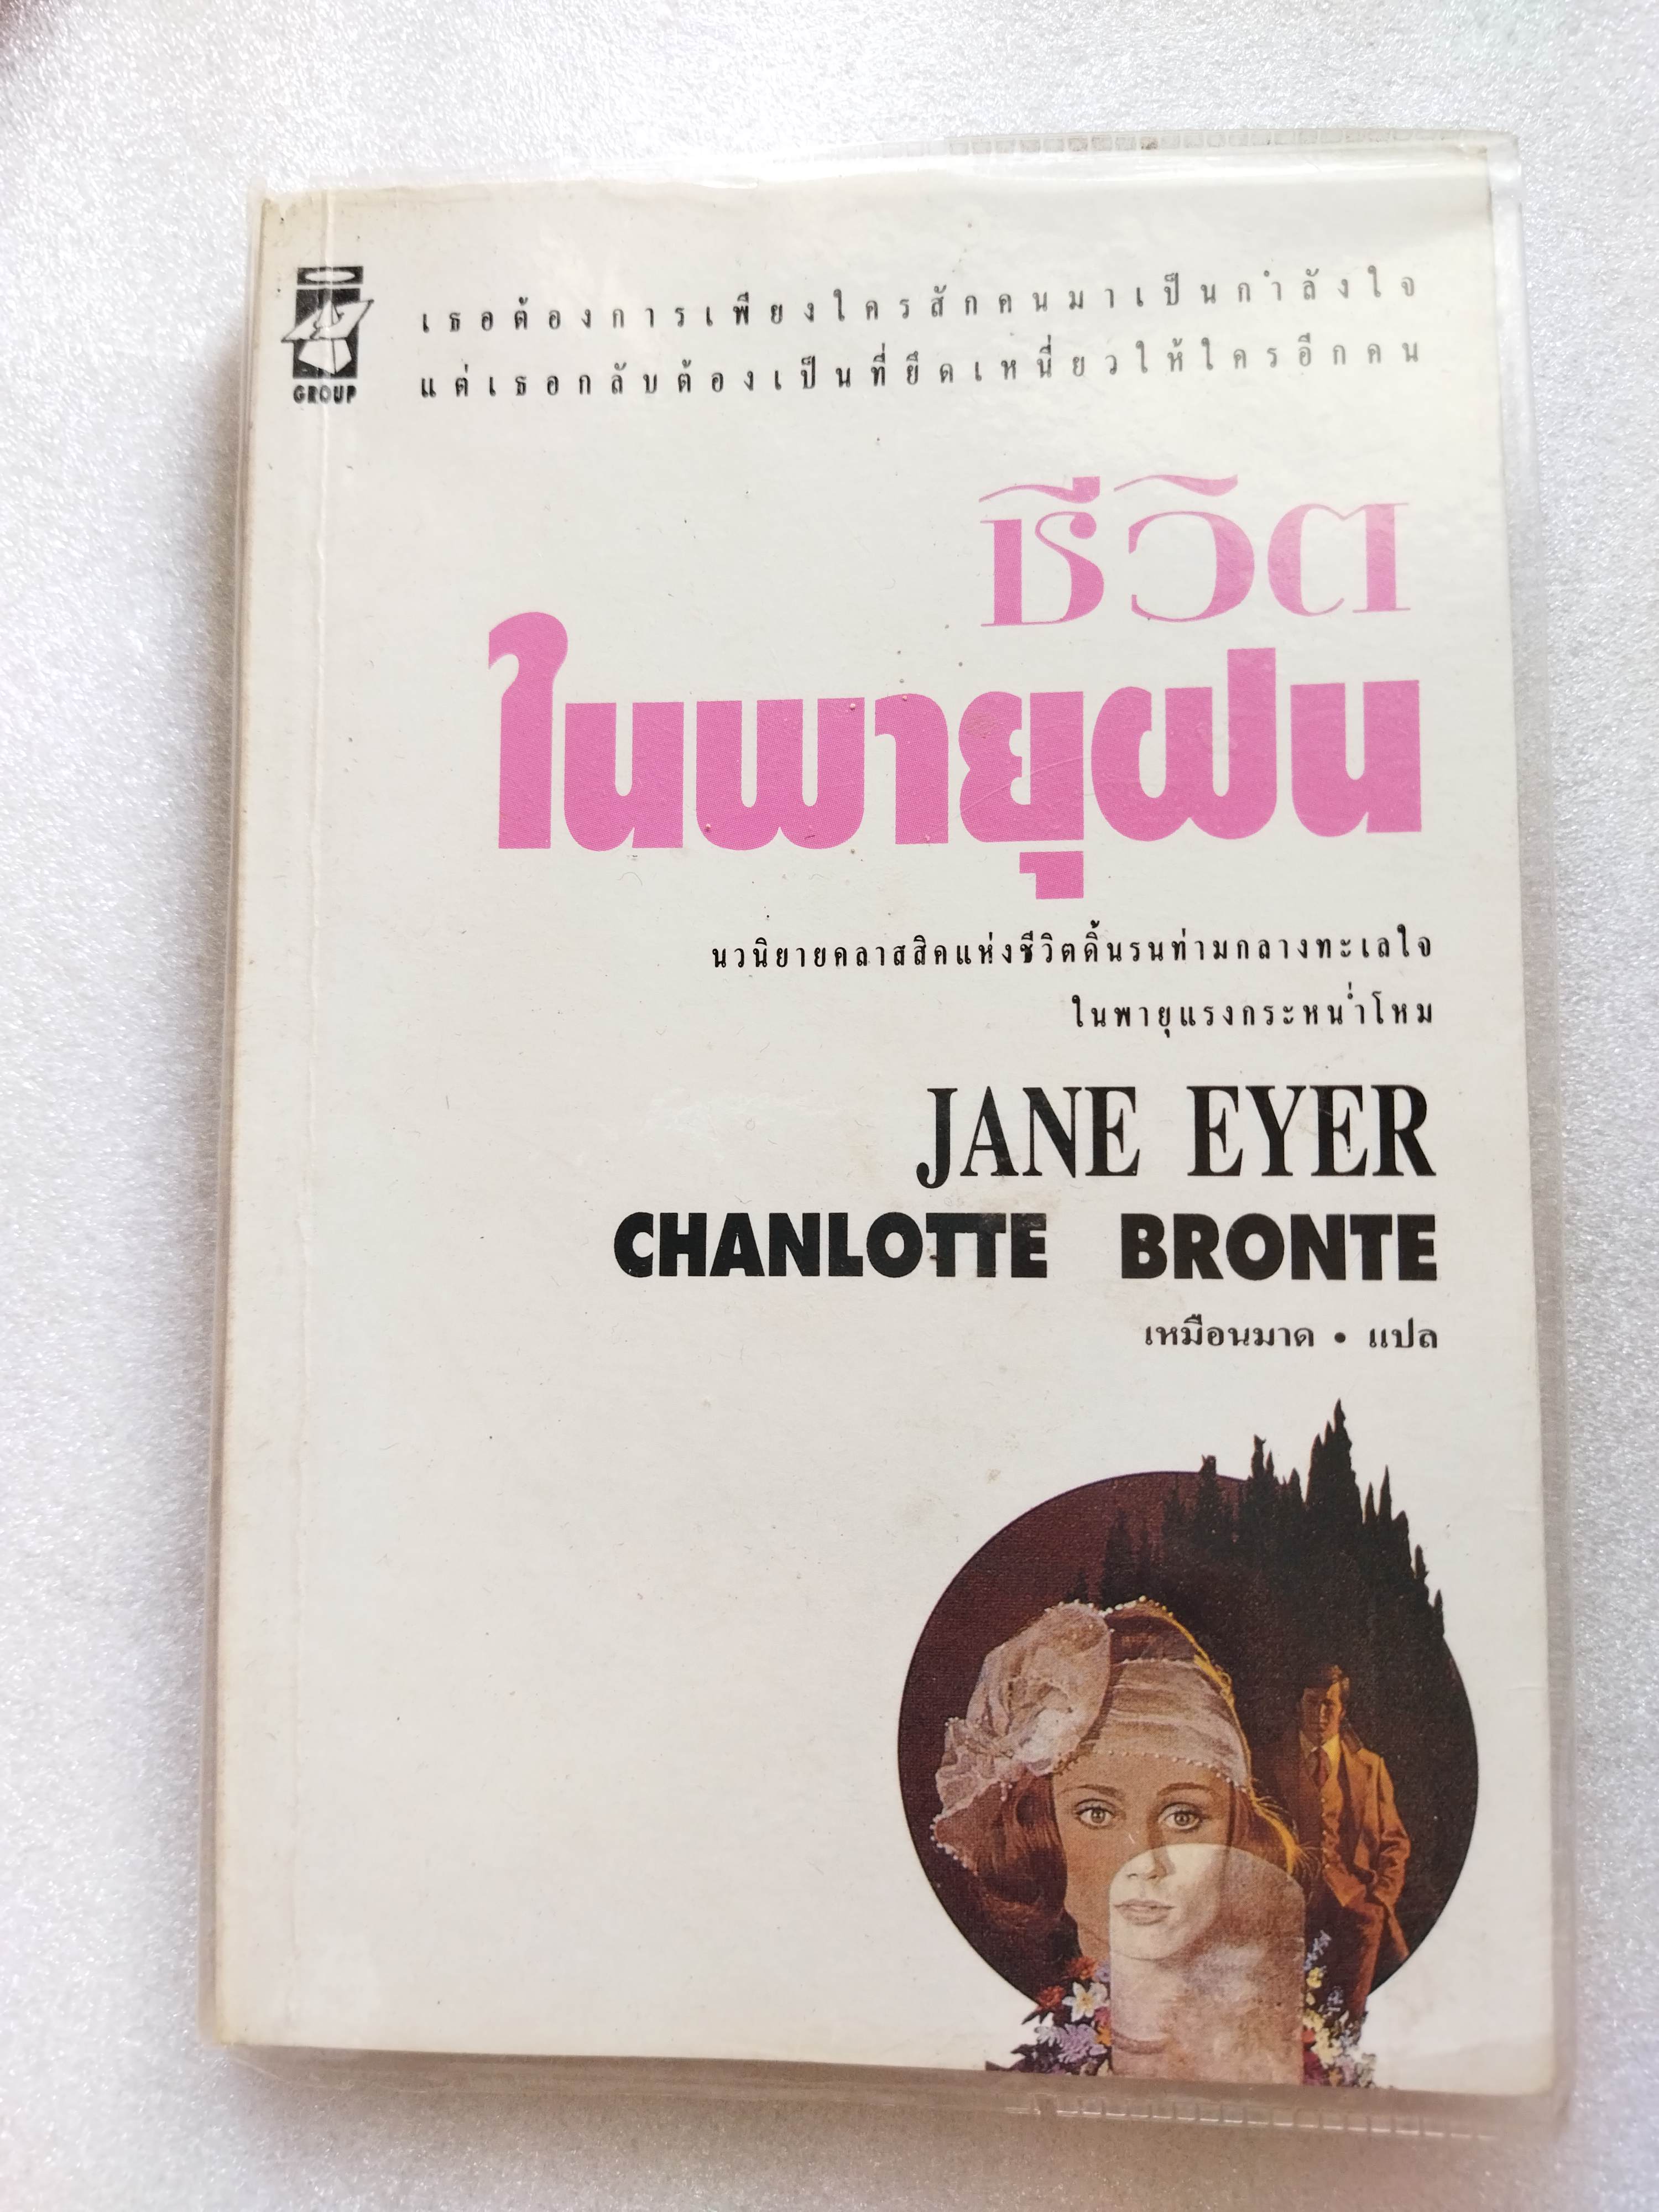 GROUP
เธอต้องการเพียงใครสักคนมาเป็นกำลังใจ
แต่เธอกลับต้องเป็นที่ยึดเหนี่ยวให้ใครอีกคน
ชีวิต
ในพายุฝน
นวนิยายคลาสสิคแห่งชีวิตดิ้นรนท่ามกลางทะเลใจ
ในพายุแรงกระหน่ำโหม
JANE EYER
CHANLOTTE BRONTE
เหมือนมาด • แปล